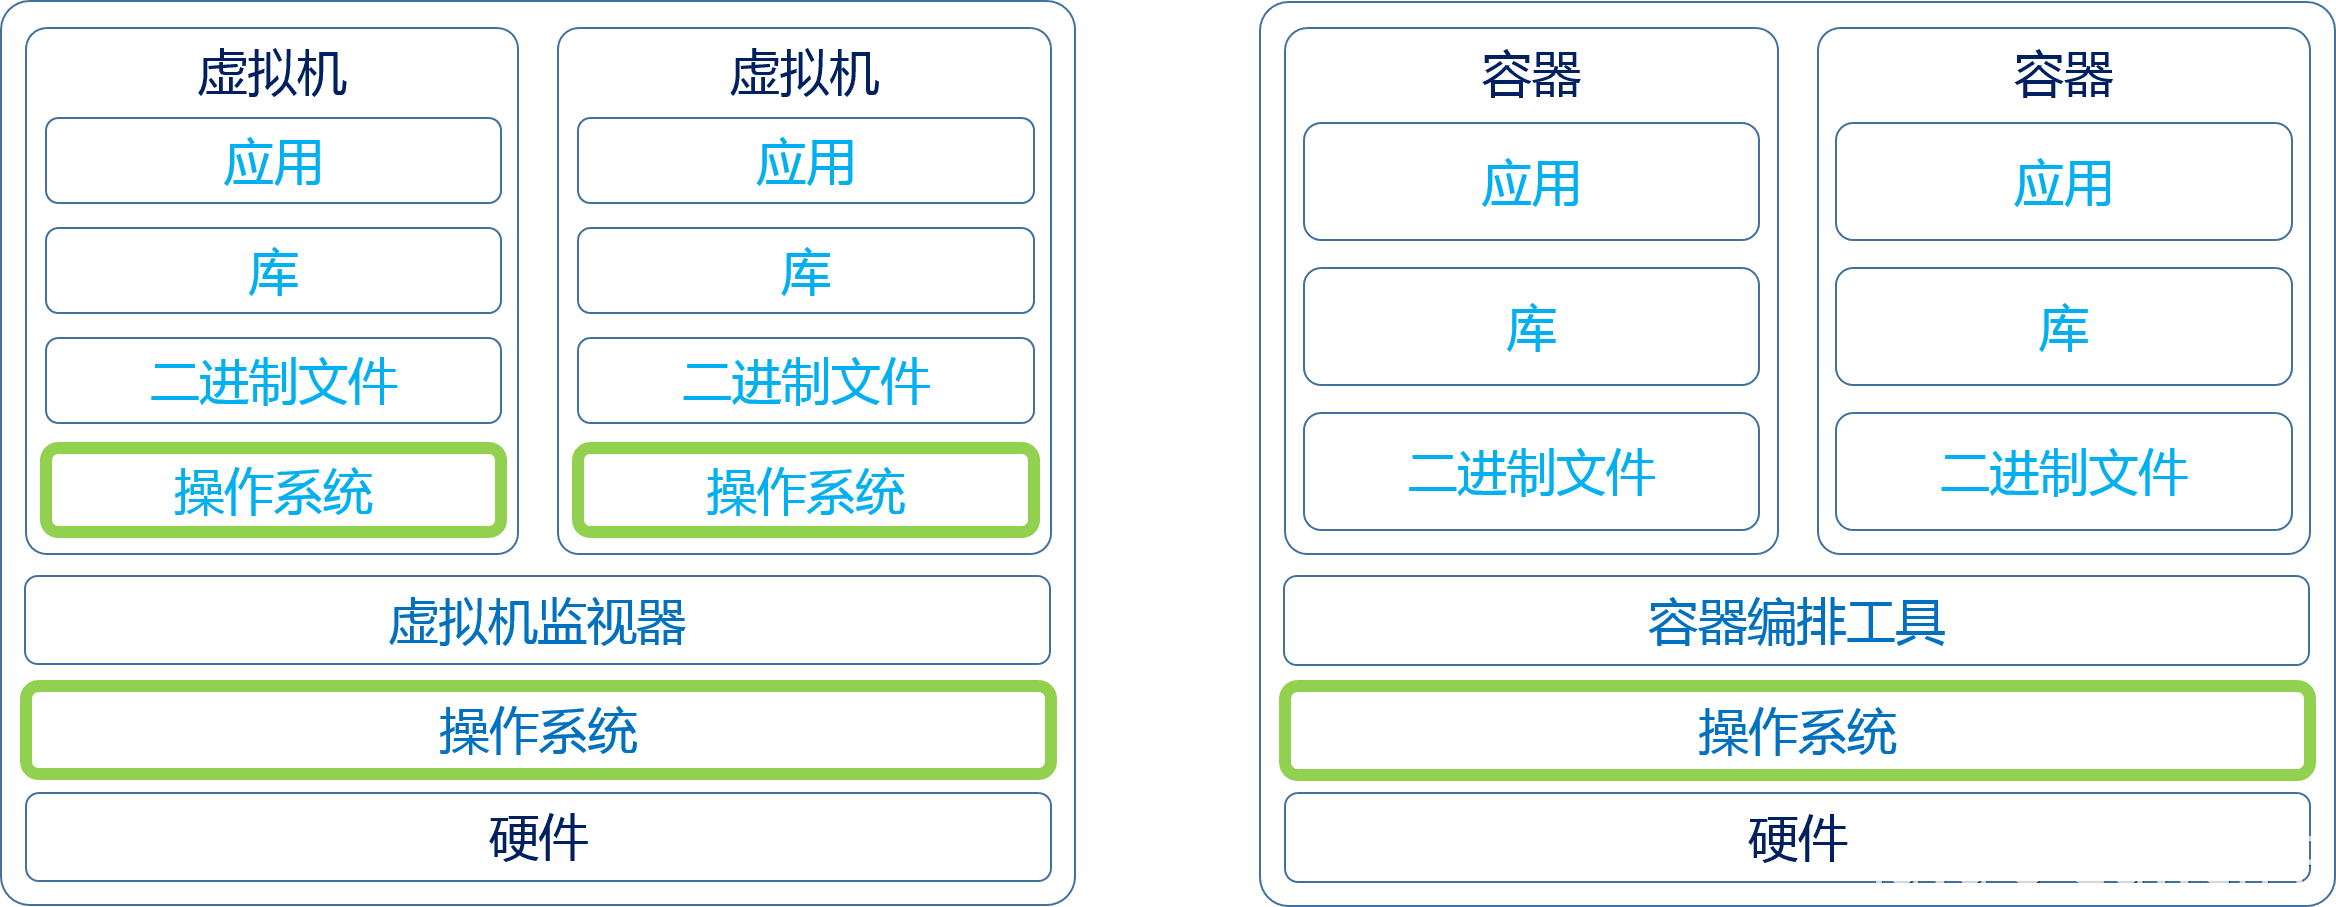 虚拟机
应用
库
二进制文件
操作系统
虚拟机
应用
库
二进制文件
操作系统
虚拟机监视器
操作系统
硬件
容器
应用
库
二进制文件
容器
应用
库
二进制文件
容器编排工具
操作系统
硬件